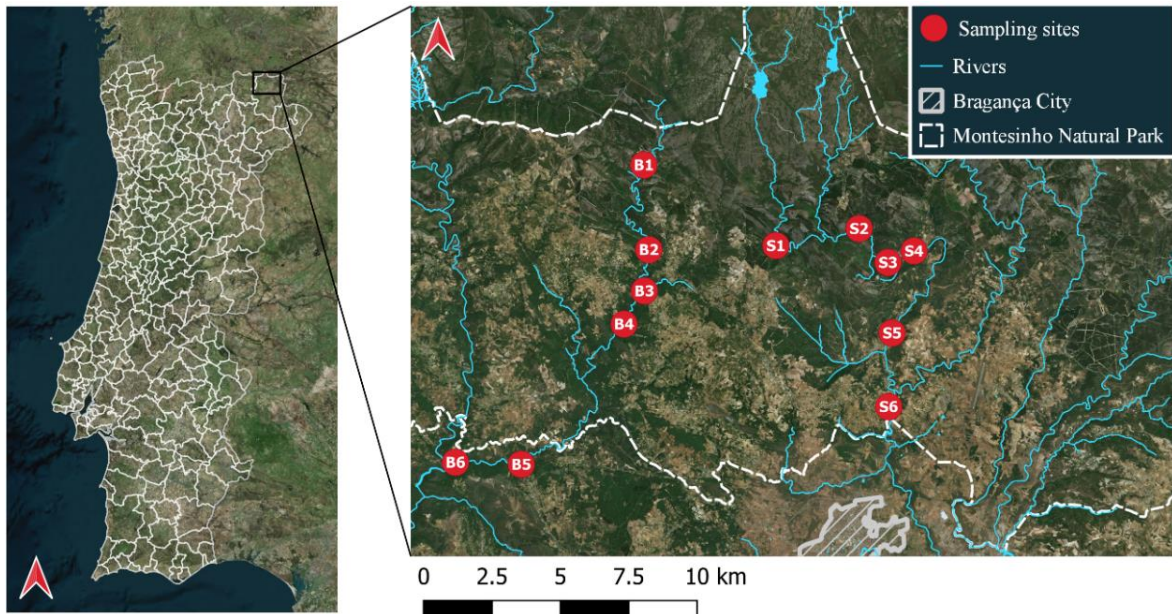 Sampling sites
Rivers
Bragança City
Montesinho Natural Park
B1
B2
S1
S2
S4
S3
B3
B4
S5
S6
B6
B5
0 2.5 5 7.5 10 km